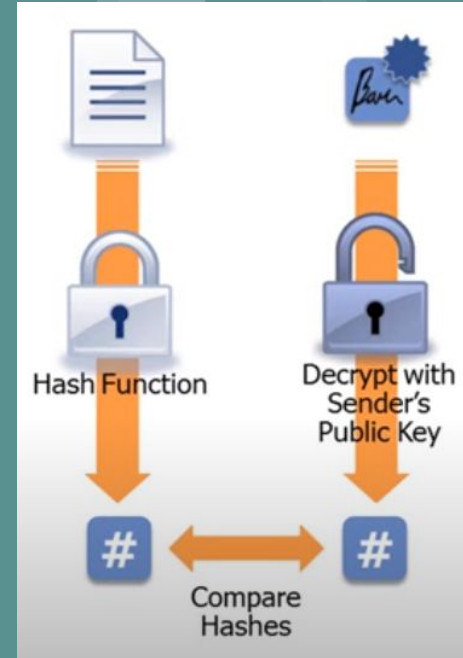 Hash Function
Decrypt with
Sender's
Public Key
#
#
Compare
Hashes